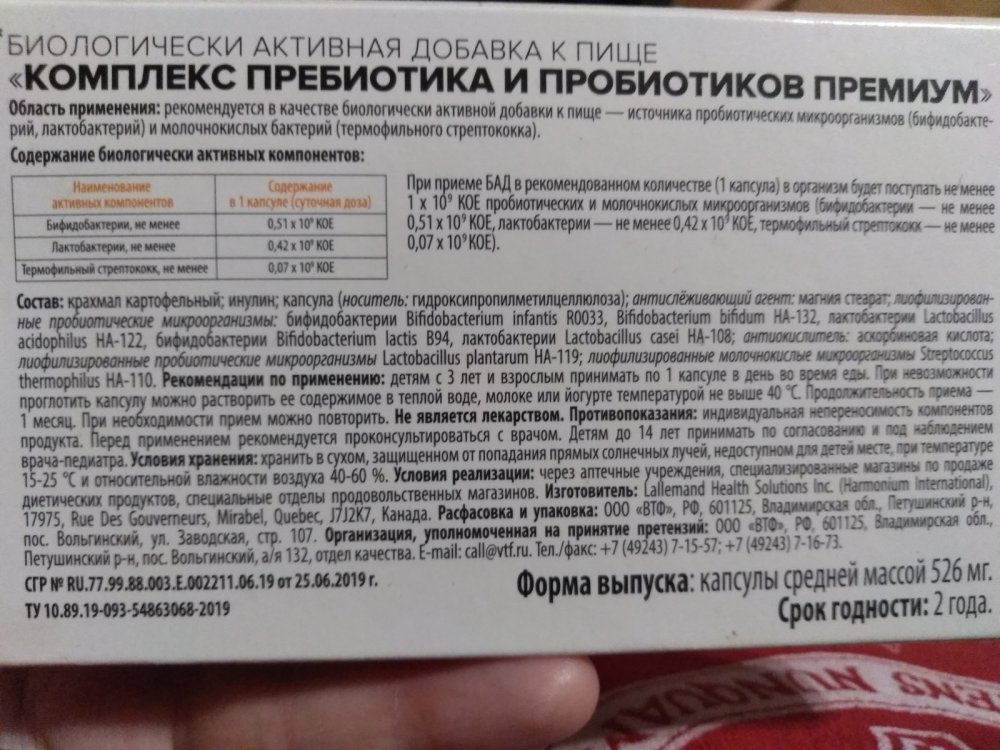 БИОЛОГИЧЕСКИ АКТИВНАЯ ДОБАВКА К ПИЩЕ
«КОМПЛЕКС ПРЕБИОТИКА И ПРОБИОТИКОВ ПРЕМИУМ»
Область применения: рекомендуется в качестве биологически активной добавки к пище — источника пробиотических микроорганизмов (бифидобакте-
рий, лактобактерий) и молочнокислых бактерий (термофильного стрептококка).
Содержание биологически активных компонентов:
Наименование
активных компонентов
Содержание
в 1 капсуле (суточная доза)
Бифидобактерии, не менее
0,51 х 10⁹ КОЕ
Лактобактерии, не менее
0,42 х 10⁹ КОЕ
Термофильный стрептококк, не менее
0,07 х 10⁹ КОЕ
При приеме БАД в рекомендованном количестве (1 капсула) в организм будет поступать не менее
1 х 10⁹ КОЕ пробиотических и молочнокислых микроорганизмов (бифидобактерии — не менее
0,51 х 10⁹ КОЕ, лактобактерии — не менее 0,42 х 10⁹ КОЕ, термофильный стрептококк — не менее
0,07 х 10⁹ КОЕ).
Состав: крахмал картофельный; инулин; капсула (носитель: гидроксипропилметилцеллюлоза); антислёживающий агент: магния стеарат; лиофилизирован-
ные пробиотические микроорганизмы: бифидобактерии Bifidobacterium infantis R0033, Bifidobacterium bifidum HA-132, лактобактерии Lactobacillus
acidophilus HA-122, бифидобактерии Bifidobacterium lactis B94, лактобактерии Lactobacillus casei HA-108; антиокислитель: аскорбиновая кислота;
лиофилизированные пробиотические микроорганизмы Lactobacillus plantarum HA-119; лиофилизированные молочнокислые микроорганизмы Streptococcus
thermophilus HA-110. Рекомендации по применению: детям с 3 лет и взрослым принимать по 1 капсуле в день во время еды. При невозможности
проглотить капсулу можно растворить ее содержимое в теплой воде, молоке или йогурте температурой не выше 40 °С. Продолжительность приема —
1 месяц. При необходимости прием можно повторить. Не является лекарством. Противопоказания: индивидуальная непереносимость компонентов
продукта. Перед применением рекомендуется проконсультироваться с врачом. Детям до 14 лет принимать по согласованию и под наблюдением
врача-педиатра. Условия хранения: хранить в сухом, защищенном от попадания прямых солнечных лучей, недоступном для детей месте, при температуре
15-25 °С и относительной влажности воздуха 40-60 %. Условия реализации: через аптечные учреждения, специализированные магазины по продаже
диетических продуктов, специальные отделы продовольственных магазинов. Изготовитель: Lallemand Health Solutions Inc. (Harmonium International),
17975, Rue Des Gouverneurs, Mirabel, Quebec, J7J2K7, Канада. Расфасовка и упаковка: ООО «ВТФ», РФ, 601125, Владимирская обл., Петушинский р-н,
пос. Вольгинский, ул. Заводская, стр. 107. Организация, уполномоченная на принятие претензий: ООО «ВТФ», РФ, 601125, Владимирская обл.,
Петушинский р-н, пос. Вольгинский, а/я 132, отдел качества. E-mail: call@vtf.ru. Тел./факс: +7 (49243) 7-15-57; +7 (49243) 7-16-73.
СГР № RU.77.99.88.003.E.002211.06.19 от 25.06.2019 г.
ТУ 10.89.19-093-54863068-2019
Форма выпуска: капсулы средней массой 526 мг.
Срок годности: 2 года.